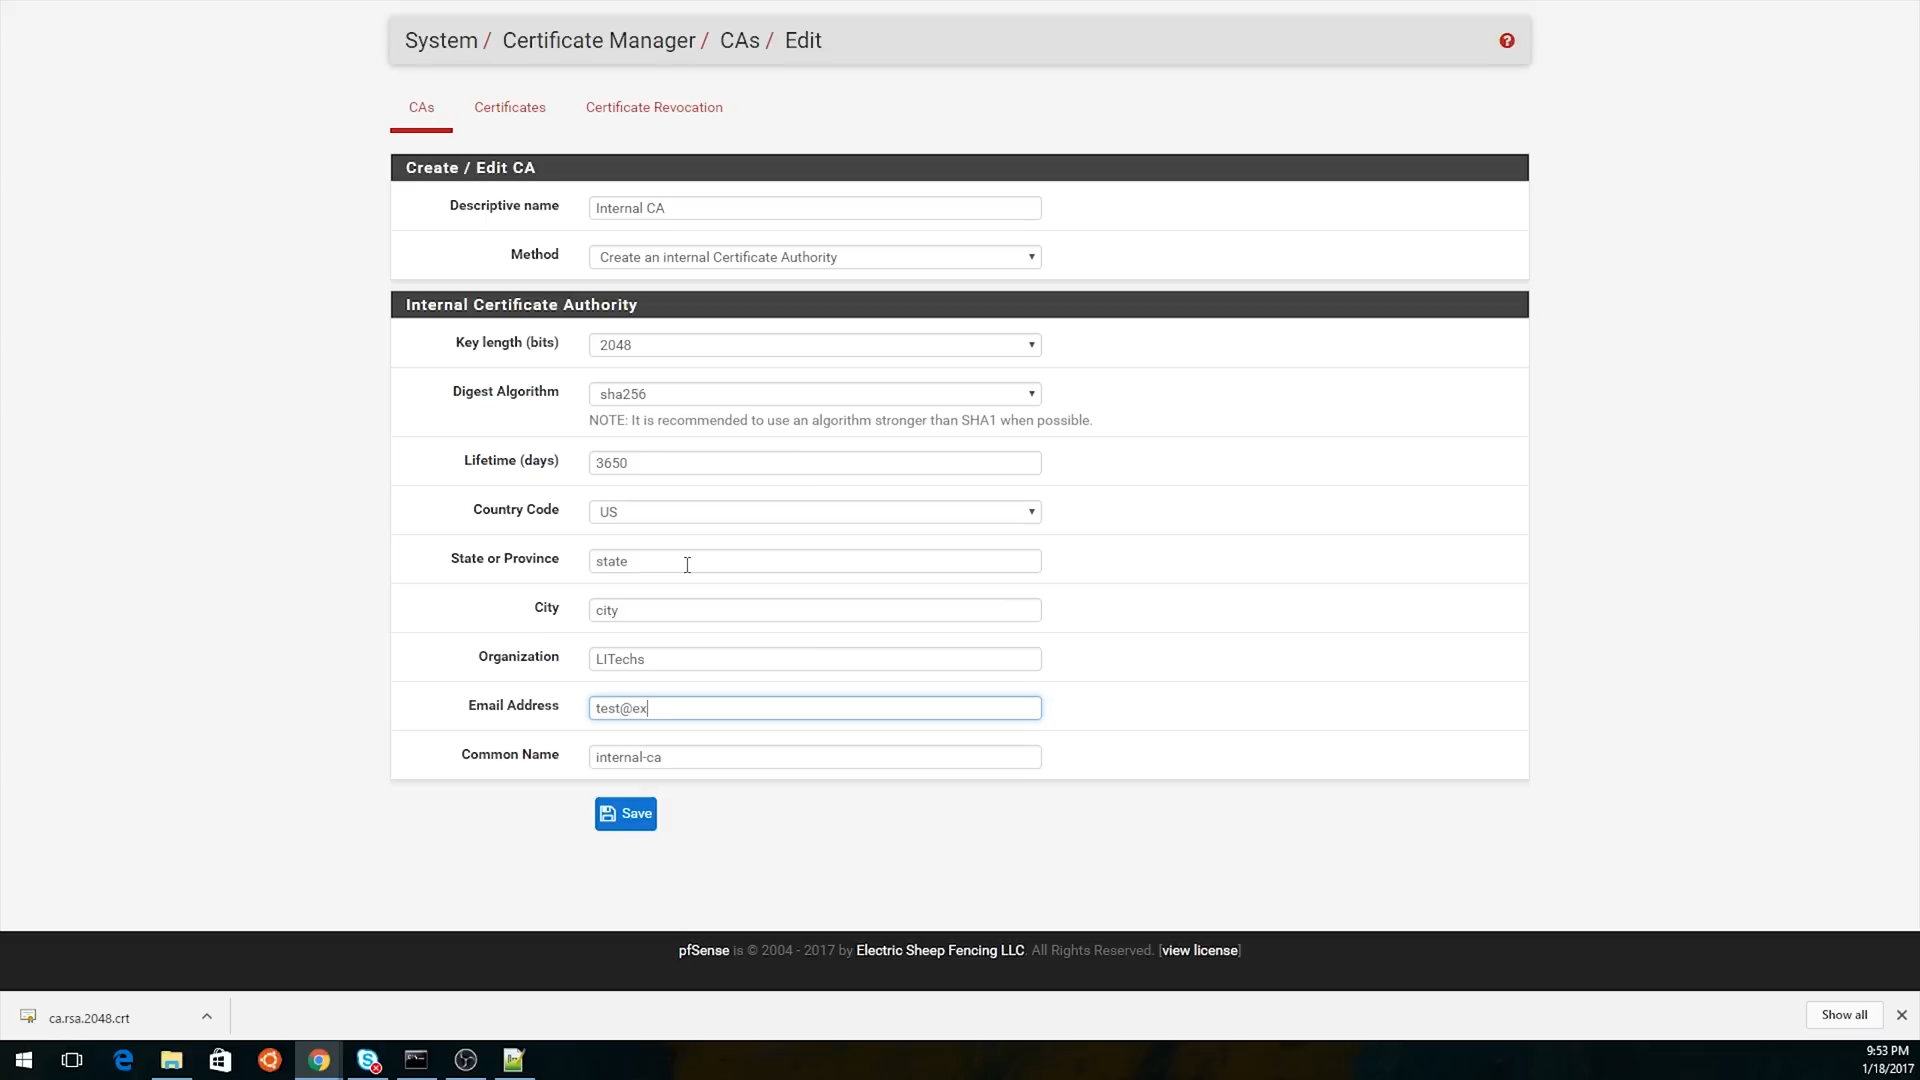 System / Certificate Manager / CAs / Edit
CAs Certificates Certificate Revocation
Create / Edit CA
Descriptive name Internal CA
Method Create an internal Certificate Authority
Internal Certificate Authority
Key length (bits) 2048
Digest Algorithm sha256
NOTE: It is recommended to use an algorithm stronger than SHA1 when possible.
Lifetime (days) 3650
Country Code US
State or Province state
City city
Organization LITechs
Email Address test@ex
Common Name internal-ca
Save
pfSense is © 2004 - 2017 by Electric Sheep Fencing LLC. All Rights Reserved. [view license]
ca.rsa.2048.crt Show all
9:53 PM
1/18/2017